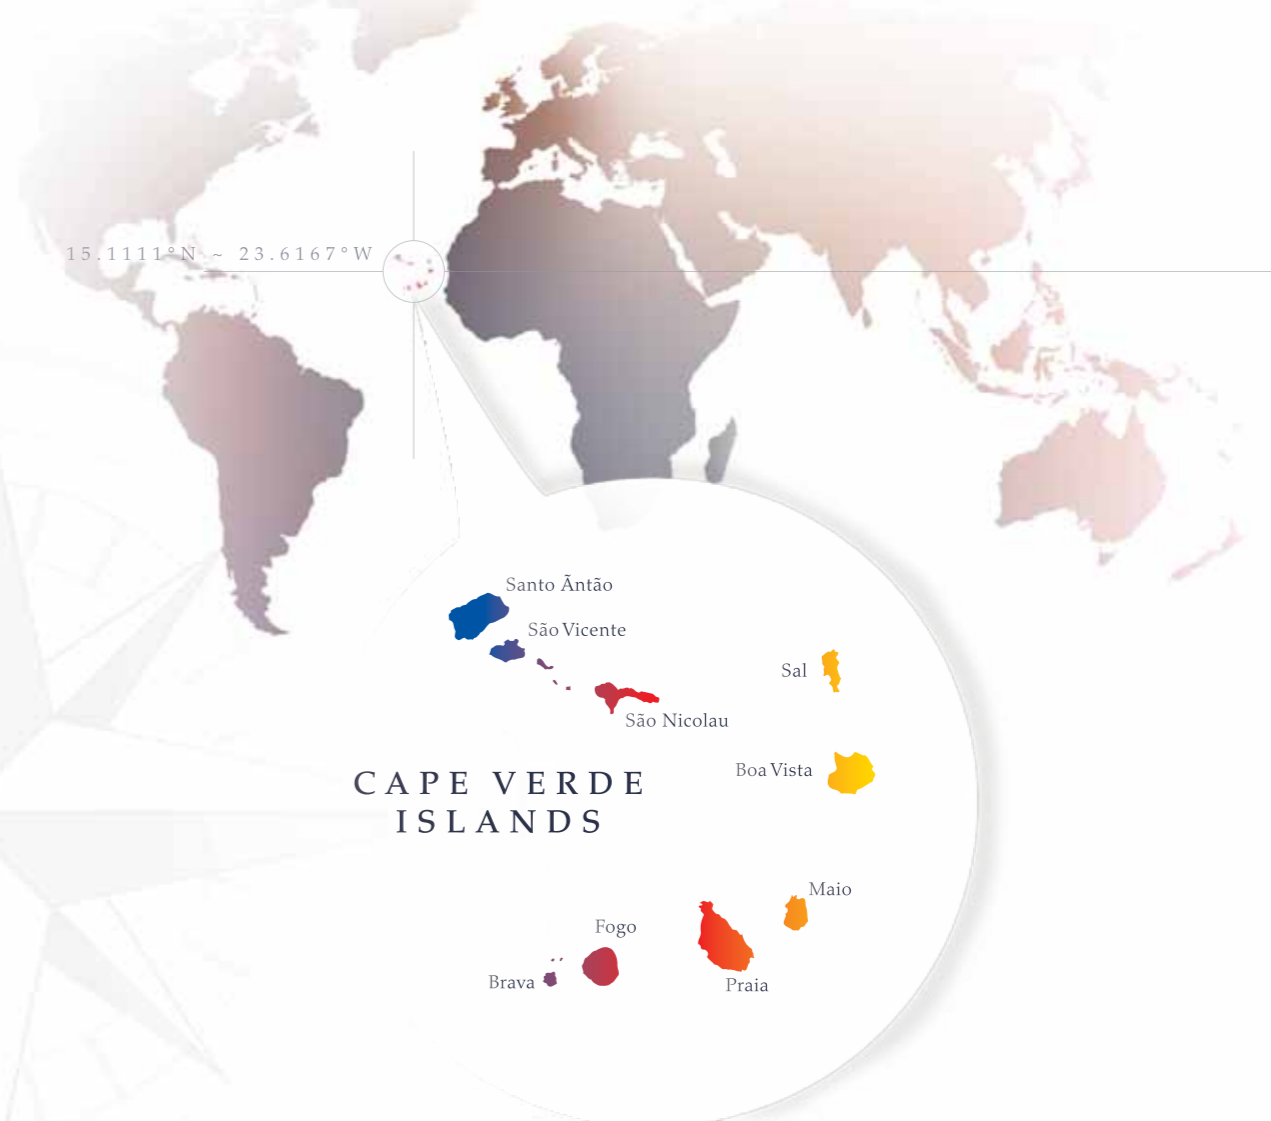 15.1111°N ~ 23.6167°W
Santo Ãntão
São Vicente
Sal
São Nicolau
Boa Vista
CAPE VERDE
ISLANDS
Maio
Fogo
Brava
Praia